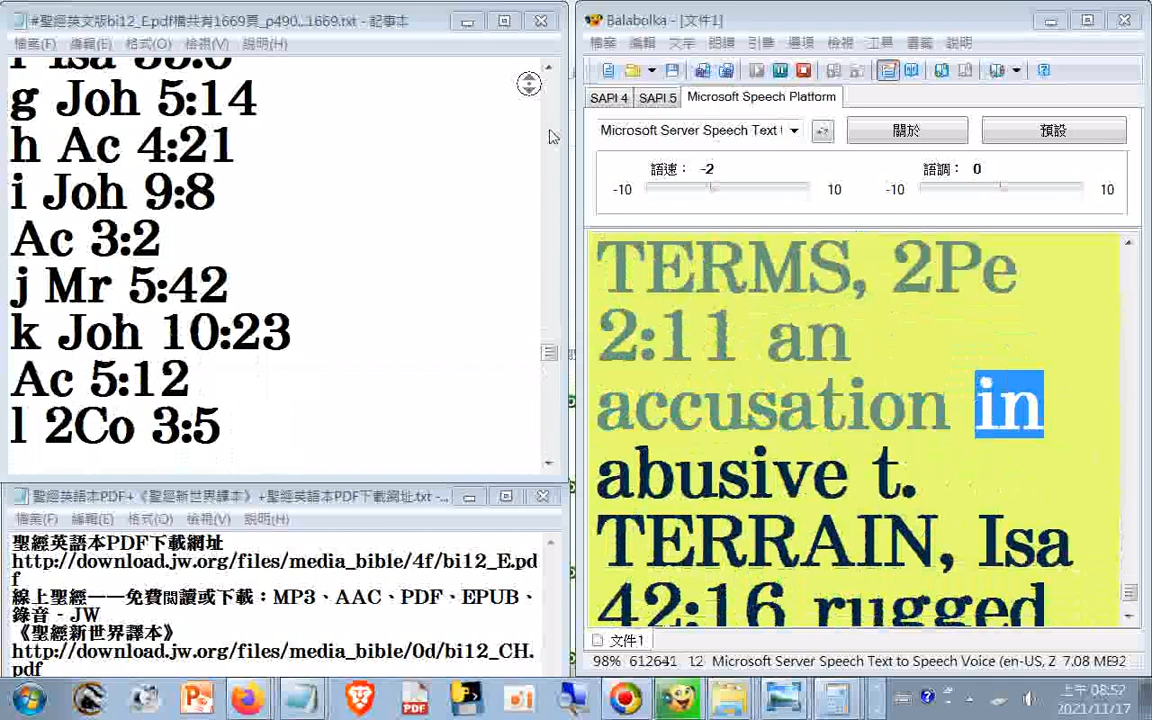 #聖經英文版bi12_E.pdf檔共有1669頁_p490...1669.txt - 記事本
檔案(F) 編輯(E) 格式(O) 檢視(V) 說明(H)
g Joh 5:14
h Ac 4:21
i Joh 9:8
Ac 3:2
j Mr 5:42
k Joh 10:23
Ac 5:12
l 2Co 3:5
聖經英語本PDF+《聖經新世界譯本》+聖經英語本PDF下載網址.txt - ...
檔案(F) 編輯(E) 格式(O) 檢視(V) 說明(H)
聖經英語本PDF下載網址
http://download.jw.org/files/media_bible/4f/bi12_E.pd
f
線上聖經——免費閱讀或下載：MP3、AAC、PDF、EPUB、
錄音 - JW
《聖經新世界譯本》
http://download.jw.org/files/media_bible/0d/bi12_CH.
pdf
Balabolka - [文件1]
檔案 編輯 文字 朗讀 引擎 選項 檢視 工具 書籤 說明
SAPI 4 SAPI 5 Microsoft Speech Platform
Microsoft Server Speech Text 關於 預設
語速： -2 語調： 0
-10 10 -10 10
TERMS, 2Pe
2:11 an
accusation in
abusive t.
TERRAIN, Isa
42:16 rugged
文件1
98% 612641 12 Microsoft Server Speech Text to Speech Voice (en-US, Z 7.08 ME92
PDF
上午 08:52
2021/11/17